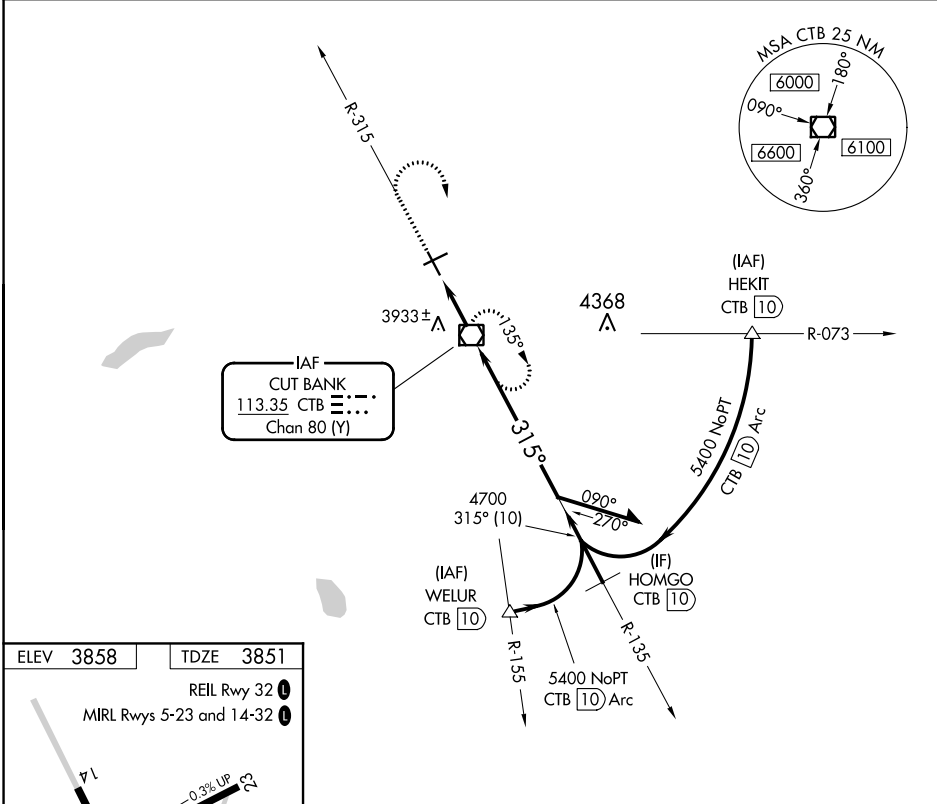 MSA CTB 25 NM
6000
180°
090°
6600
6100
360°
R-315
(IAF)
HEKIT
CTB 10
4368
3933±
R-073
135°
IAF
CUT BANK
113.35 CTB
Chan 80 (Y)
315°
5400 NoPT
CTB 10 Arc
4700
315° (10)
090°
270°
(IAF)
WELUR
CTB 10
(IF)
HOMGO
CTB 10
R-155
R-135
5400 NoPT
CTB 10 Arc
ELEV 3858
TDZE 3851
REIL Rwy 32 L
MIRL Rwys 5-23 and 14-32 L
14
0.3% UP
23